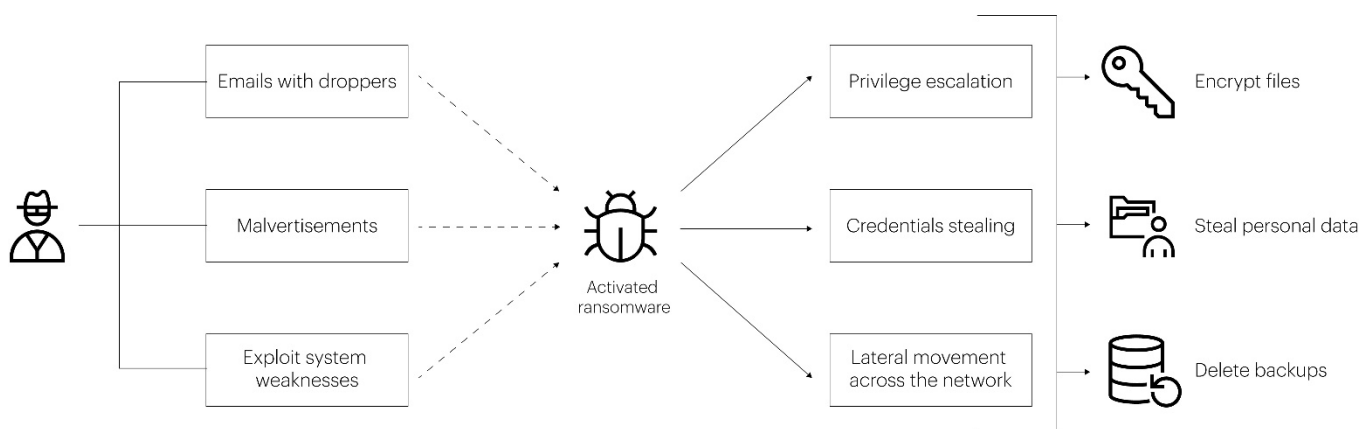 Emails with droppers
Malvertisements
Exploit system
weaknesses
Activated
ransomware
Privilege escalation
Credentials stealing
Lateral movement
across the network
Encrypt files
Steal personal data
Delete backups